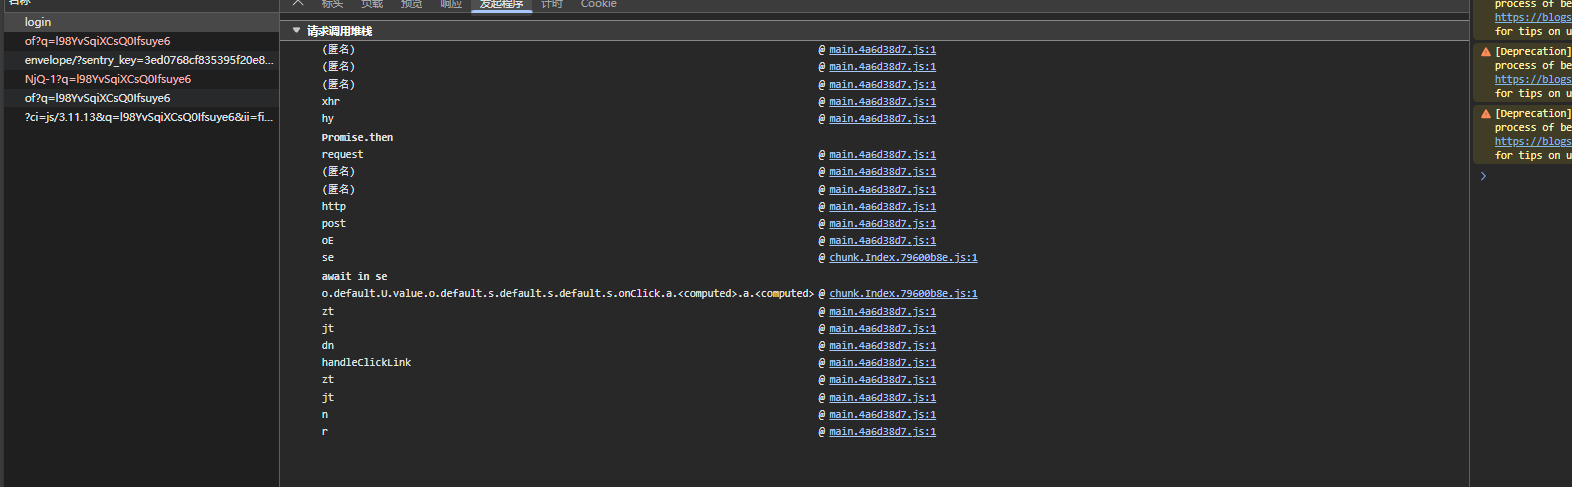 名称
login
of?q=l98YvSqiXCsQ0Ifsuye6
envelope/?sentry_key=3ed0768cf835395f20e8...
NjQ-1?q=l98YvSqiXCsQ0Ifsuye6
of?q=l98YvSqiXCsQ0Ifsuye6
?ci=js/3.11.13&q=l98YvSqiXCsQ0Ifsuye6&ii=fi...
标头 负载 预览 响应 发起程序 计时 Cookie
▼ 请求调用堆栈
(匿名) @ main.4a6d38d7.js:1
(匿名) @ main.4a6d38d7.js:1
(匿名) @ main.4a6d38d7.js:1
xhr @ main.4a6d38d7.js:1
hy @ main.4a6d38d7.js:1
Promise.then
request @ main.4a6d38d7.js:1
(匿名) @ main.4a6d38d7.js:1
(匿名) @ main.4a6d38d7.js:1
http @ main.4a6d38d7.js:1
post @ main.4a6d38d7.js:1
oE @ main.4a6d38d7.js:1
se @ chunk.Index.79600b8e.js:1
await in se
o.default.U.value.o.default.s.default.s.default.s.onClick.a.<computed>.a.<computed> @ chunk.Index.79600b8e.js:1
zt @ main.4a6d38d7.js:1
jt @ main.4a6d38d7.js:1
dn @ main.4a6d38d7.js:1
handleClickLink @ main.4a6d38d7.js:1
zt @ main.4a6d38d7.js:1
jt @ main.4a6d38d7.js:1
n @ main.4a6d38d7.js:1
r @ main.4a6d38d7.js:1
process of be
https://blogs
for tips on u
[Deprecation]
process of be
https://blogs
for tips on u
[Deprecation]
process of be
https://blogs
for tips on u
>